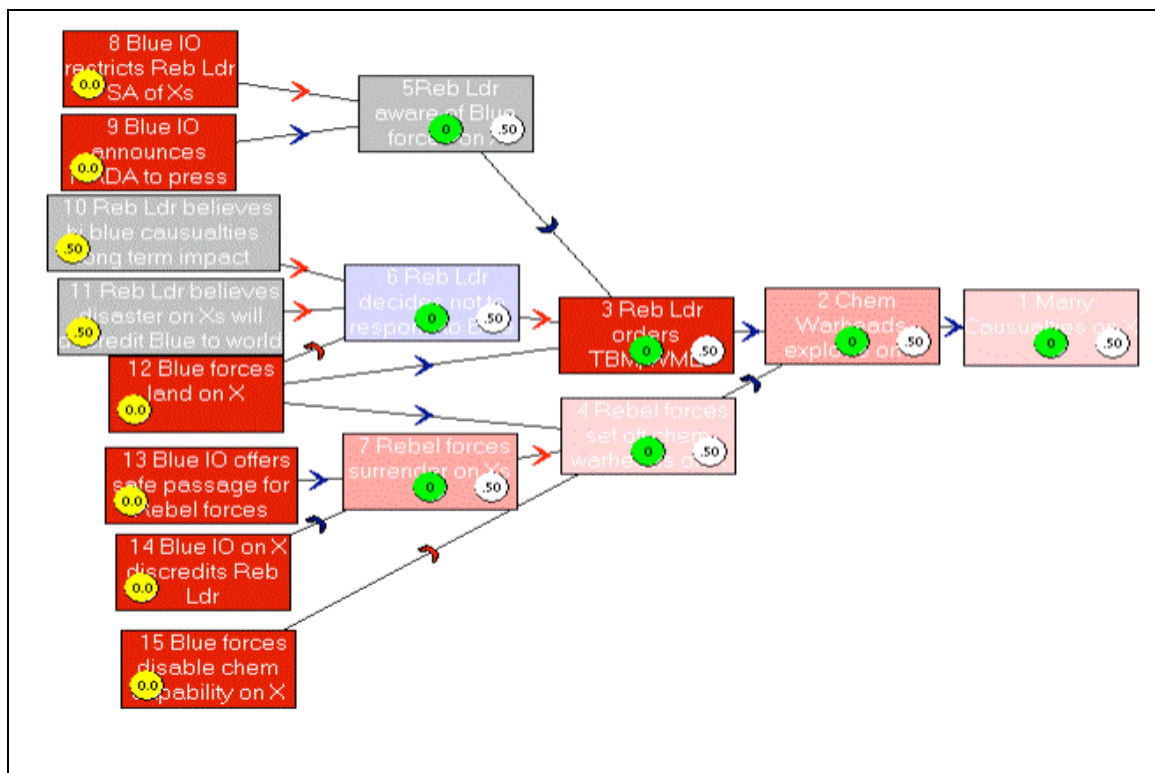 8 Blue IO
restricts Reb Ldr
SA of Xs
0.0
9 Blue IO
announces
to press
0.0
10 Reb Ldr believes
hi blue causualties
long term impact
.50
11 Reb Ldr believes
disaster on Xs will
discredit Blue to world
.50
12 Blue forces
land on X
0.0
13 Blue IO offers
safe passage for
Rebel forces
0.0
14 Blue IO on X
discredits Reb
Ldr
0.0
15 Blue forces
disable chem
capability on X
0.0
5Reb Ldr
aware of Blue
forces on X
0 .50
6 Reb Ldr
decides not to
respond to Blue
0 .50
7 Rebel forces
surrender on Xs
0 .50
3 Reb Ldr
orders
TBM/WMD
0 .50
4 Rebel forces
set off chem
warheads
0 .50
2 Chem
Warheads
explode on
0 .50
1 Many
Causualties on X
0 .50